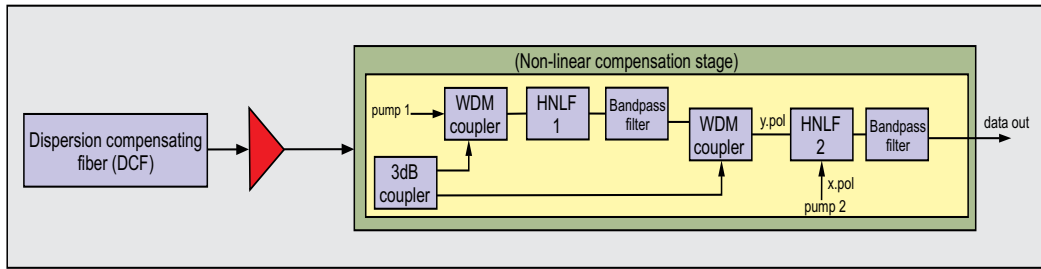 (Non-linear compensation stage)
Dispersion compensating
fiber (DCF)
pump 1
WDM
coupler
HNLF
1
Bandpass
filter
3dB
coupler
WDM
coupler
y.pol
HNLF
2
x.pol
pump 2
Bandpass
filter
data out